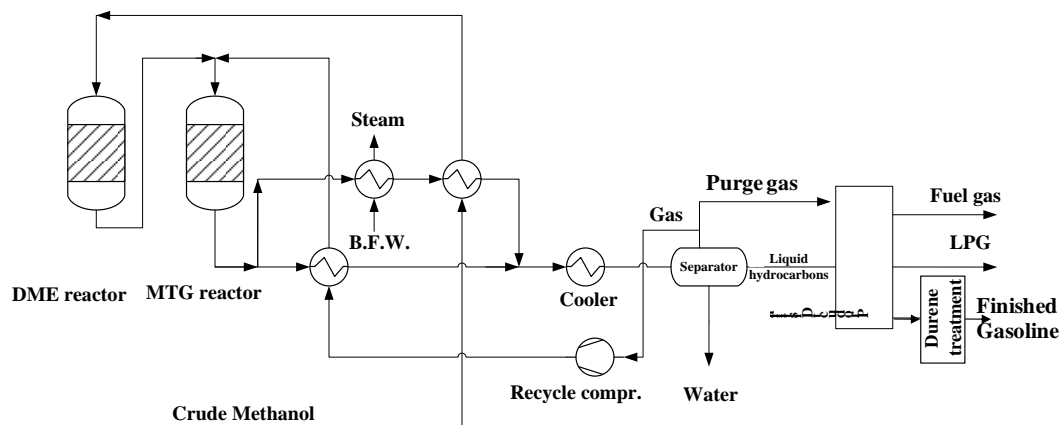 Steam
Purge gas
Fuel gas
Gas
B.F.W.
LPG
Separator
Liquid
hydrocarbons
DME reactor
MTG reactor
Cooler
Durene
treatment
Finished
Gasoline
Recycle compr.
Water
Crude Methanol